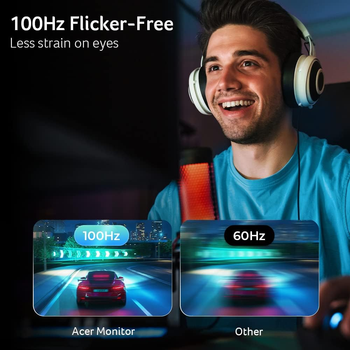 100Hz Flicker-Free
Less strain on eyes
100Hz
60Hz
Acer Monitor
Other